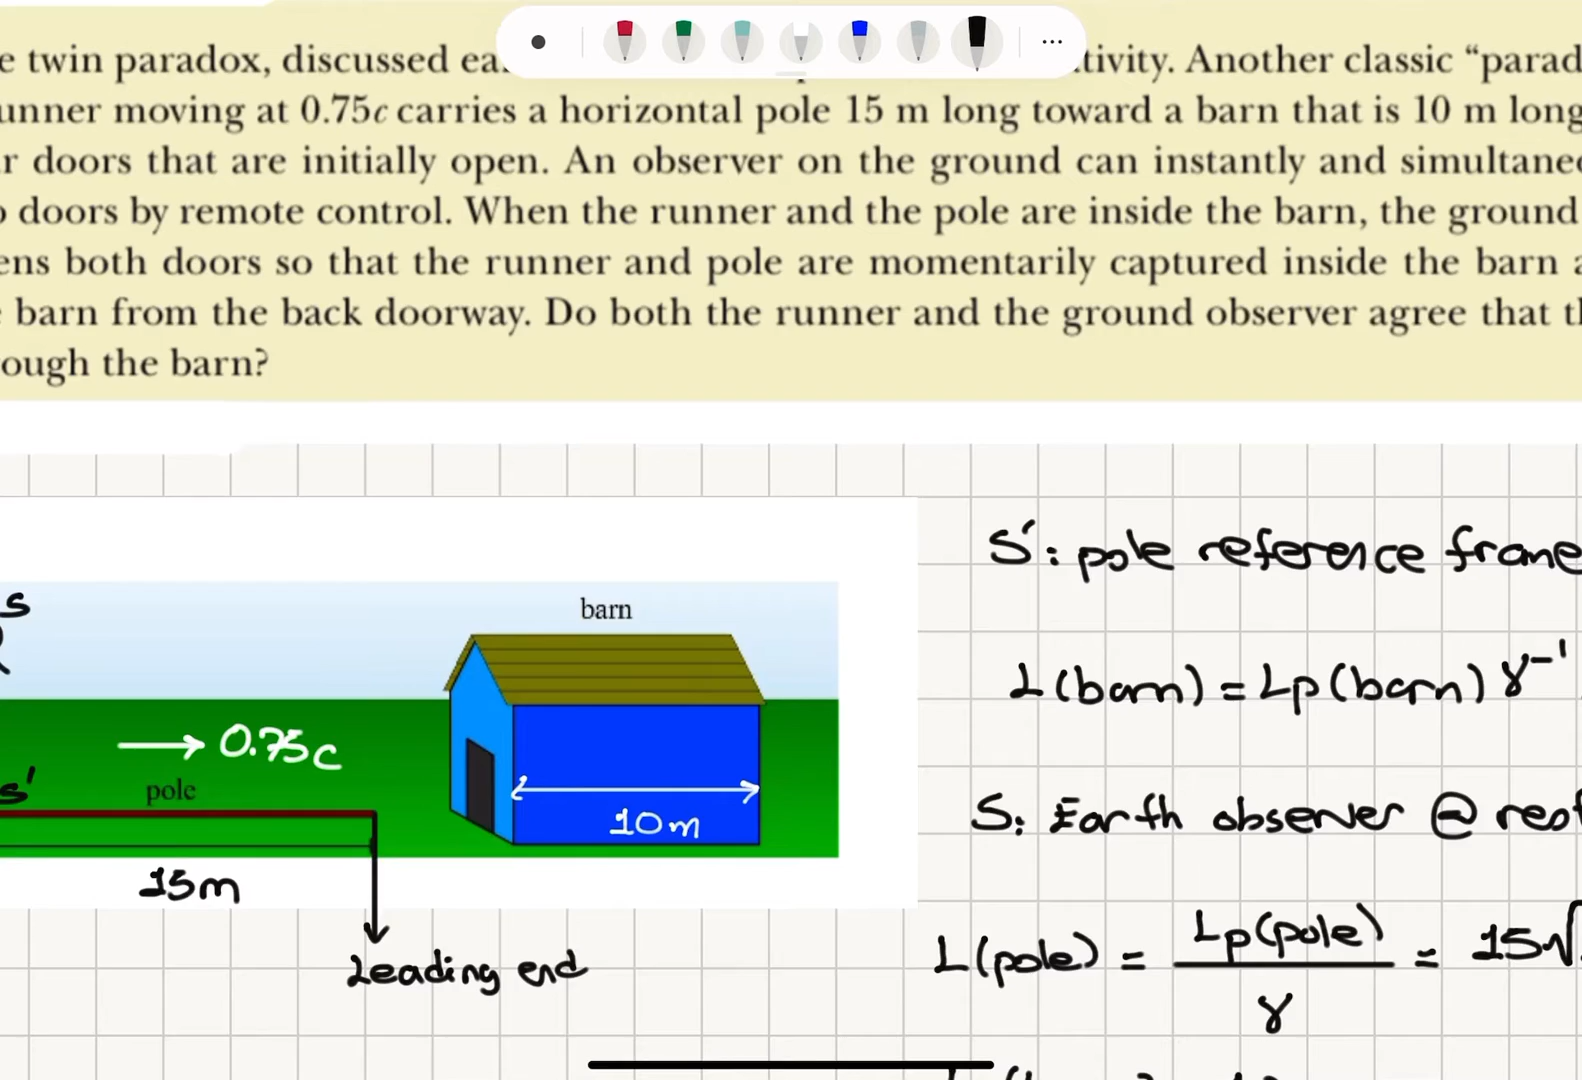 e twin paradox, discussed ea
tivity. Another classic “parad
unner moving at 0.75c carries a horizontal pole 15 m long toward a barn that is 10 m long
r doors that are initially open. An observer on the ground can instantly and simultane
doors by remote control. When the runner and the pole are inside the barn, the ground
ens both doors so that the runner and pole are momentarily captured inside the barn a
barn from the back doorway. Do both the runner and the ground observer agree that t
ough the barn?
S': pole reference frame
S
barn
L(barn) = Lp(barn) γ⁻¹
→ 0.75c
S'
pole
10m
S: Earth observer @ rest
15m
L(pole) = Lp(pole)/γ = 15√
Leading end